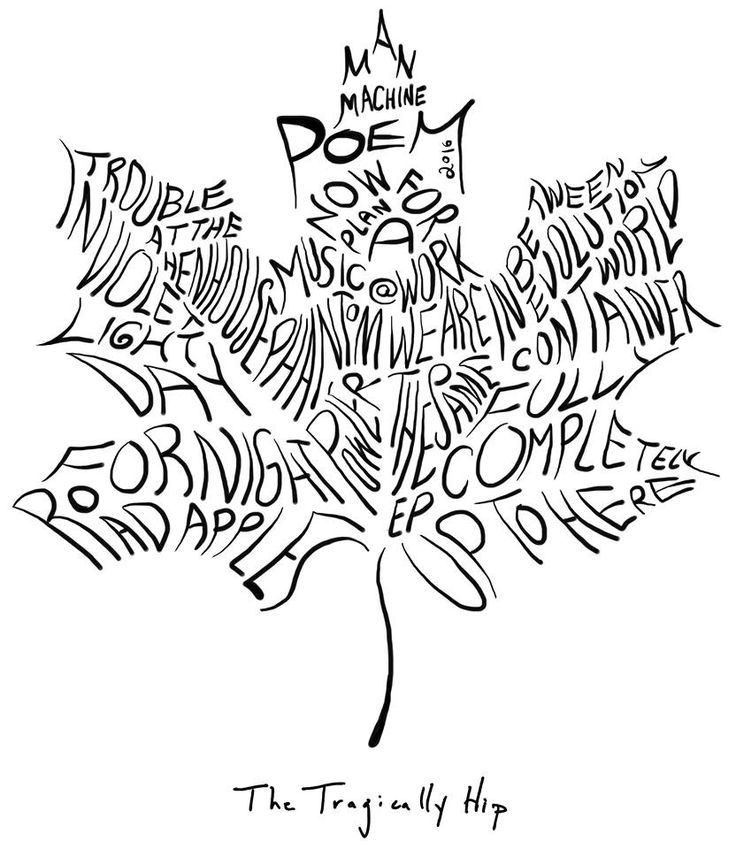 MAN
MACHINE
POEM
2016
NOW FOR
PLAN
A
MUSIC @ WORK
TROUBLE
AT THE
HENHOUSE
IN
VIOLET
LIGHT
PHANTOM
POWER
WE ARE
THE SAME
IN BETWEEN
EVOLUTION
WORLD
CONTAINER
DAY
FOR NIGHT
FULLY
COMPLETELY
ROAD APPLES
EP
UP TO HERE
The Tragically Hip